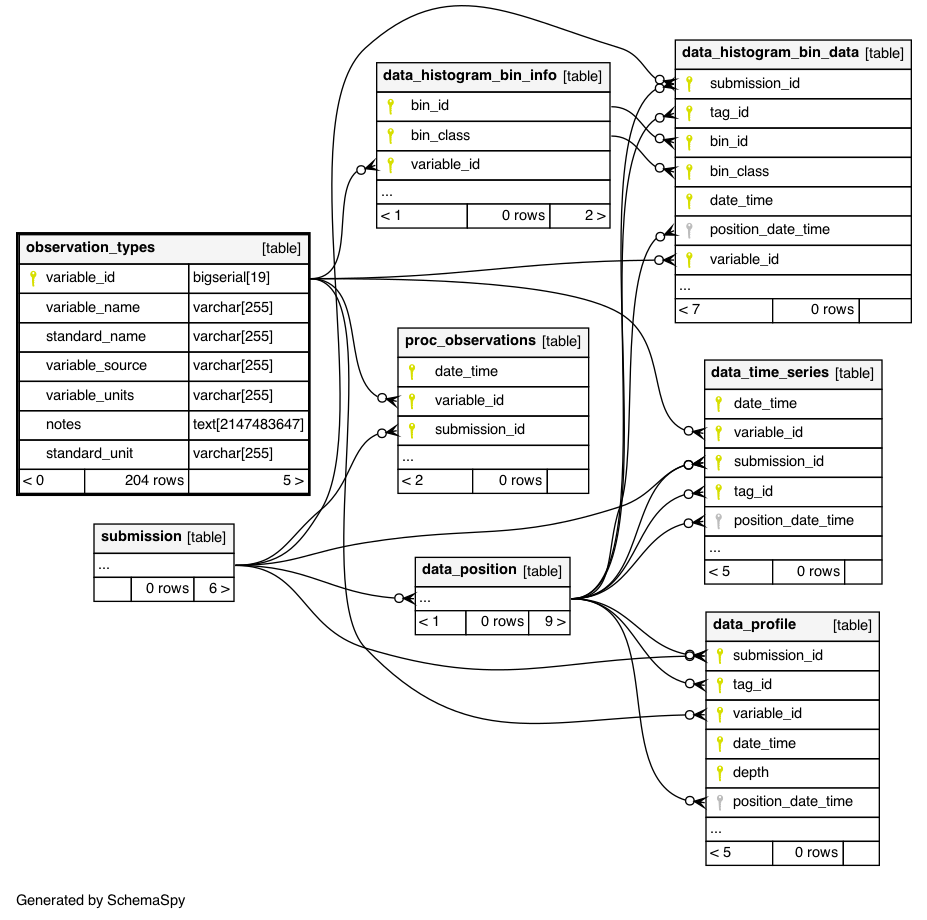 data_histogram_bin_info [table]
bin_id
bin_class
variable_id
...
< 1 0 rows 2 >
data_histogram_bin_data [table]
submission_id
tag_id
bin_id
bin_class
date_time
position_date_time
variable_id
...
< 7 0 rows
observation_types [table]
variable_id bigserial[19]
variable_name varchar[255]
standard_name varchar[255]
variable_source varchar[255]
variable_units varchar[255]
notes text[2147483647]
standard_unit varchar[255]
< 0 204 rows 5 >
proc_observations [table]
date_time
variable_id
submission_id
...
< 2 0 rows
data_time_series [table]
date_time
variable_id
submission_id
tag_id
position_date_time
...
< 5 0 rows
submission [table]
...
0 rows 6 >
data_position [table]
...
< 1 0 rows 9 >
data_profile [table]
submission_id
tag_id
variable_id
date_time
depth
position_date_time
...
< 5 0 rows
Generated by SchemaSpy